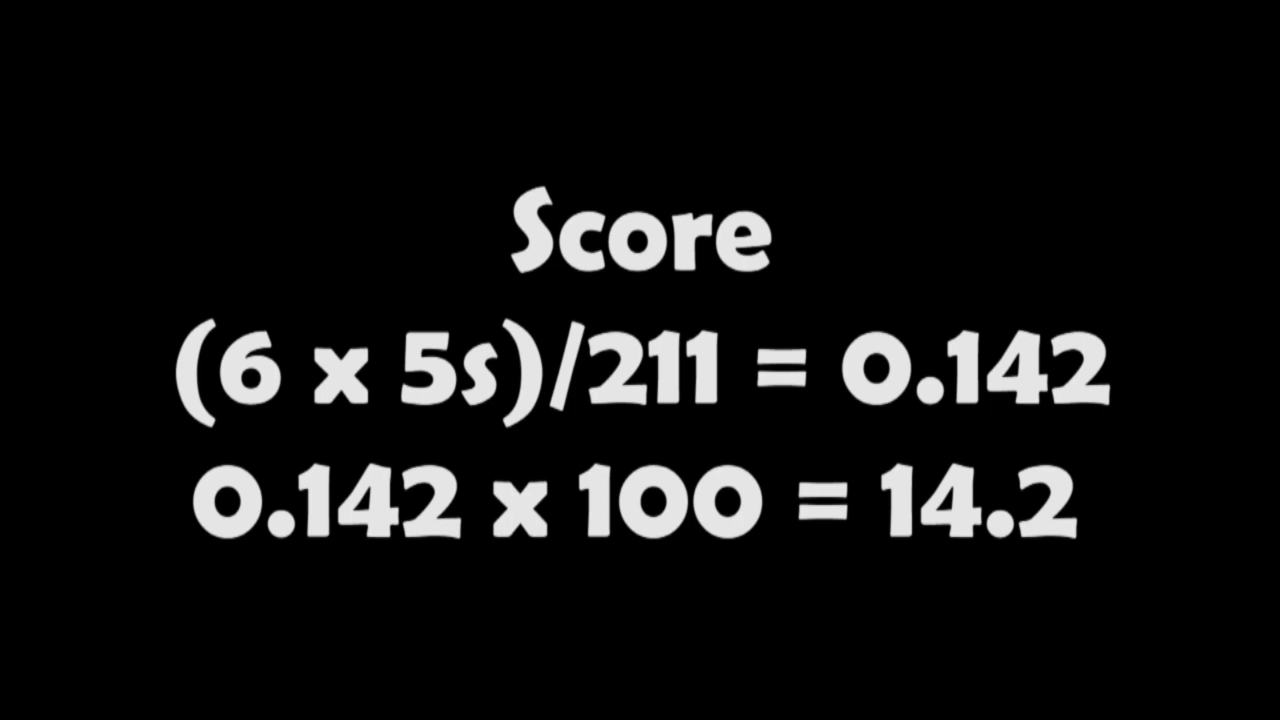 Score
(6 x 5s)/211 = 0.142
0.142 x 100 = 14.2